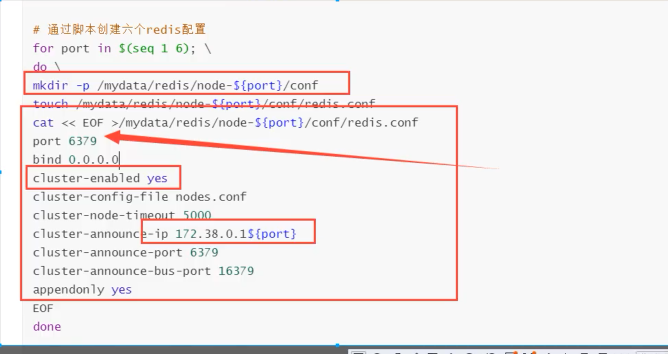 # 通过脚本创建六个redis配置
for port in $(seq 1 6); \
do \
mkdir -p /mydata/redis/node-${port}/conf
touch /mydata/redis/node-${port}/conf/redis.conf
cat << EOF >/mydata/redis/node-${port}/conf/redis.conf
port 6379
bind 0.0.0.0
cluster-enabled yes
cluster-config-file nodes.conf
cluster-node-timeout 5000
cluster-announce-ip 172.38.0.1${port}
cluster-announce-port 6379
cluster-announce-bus-port 16379
appendonly yes
EOF
done